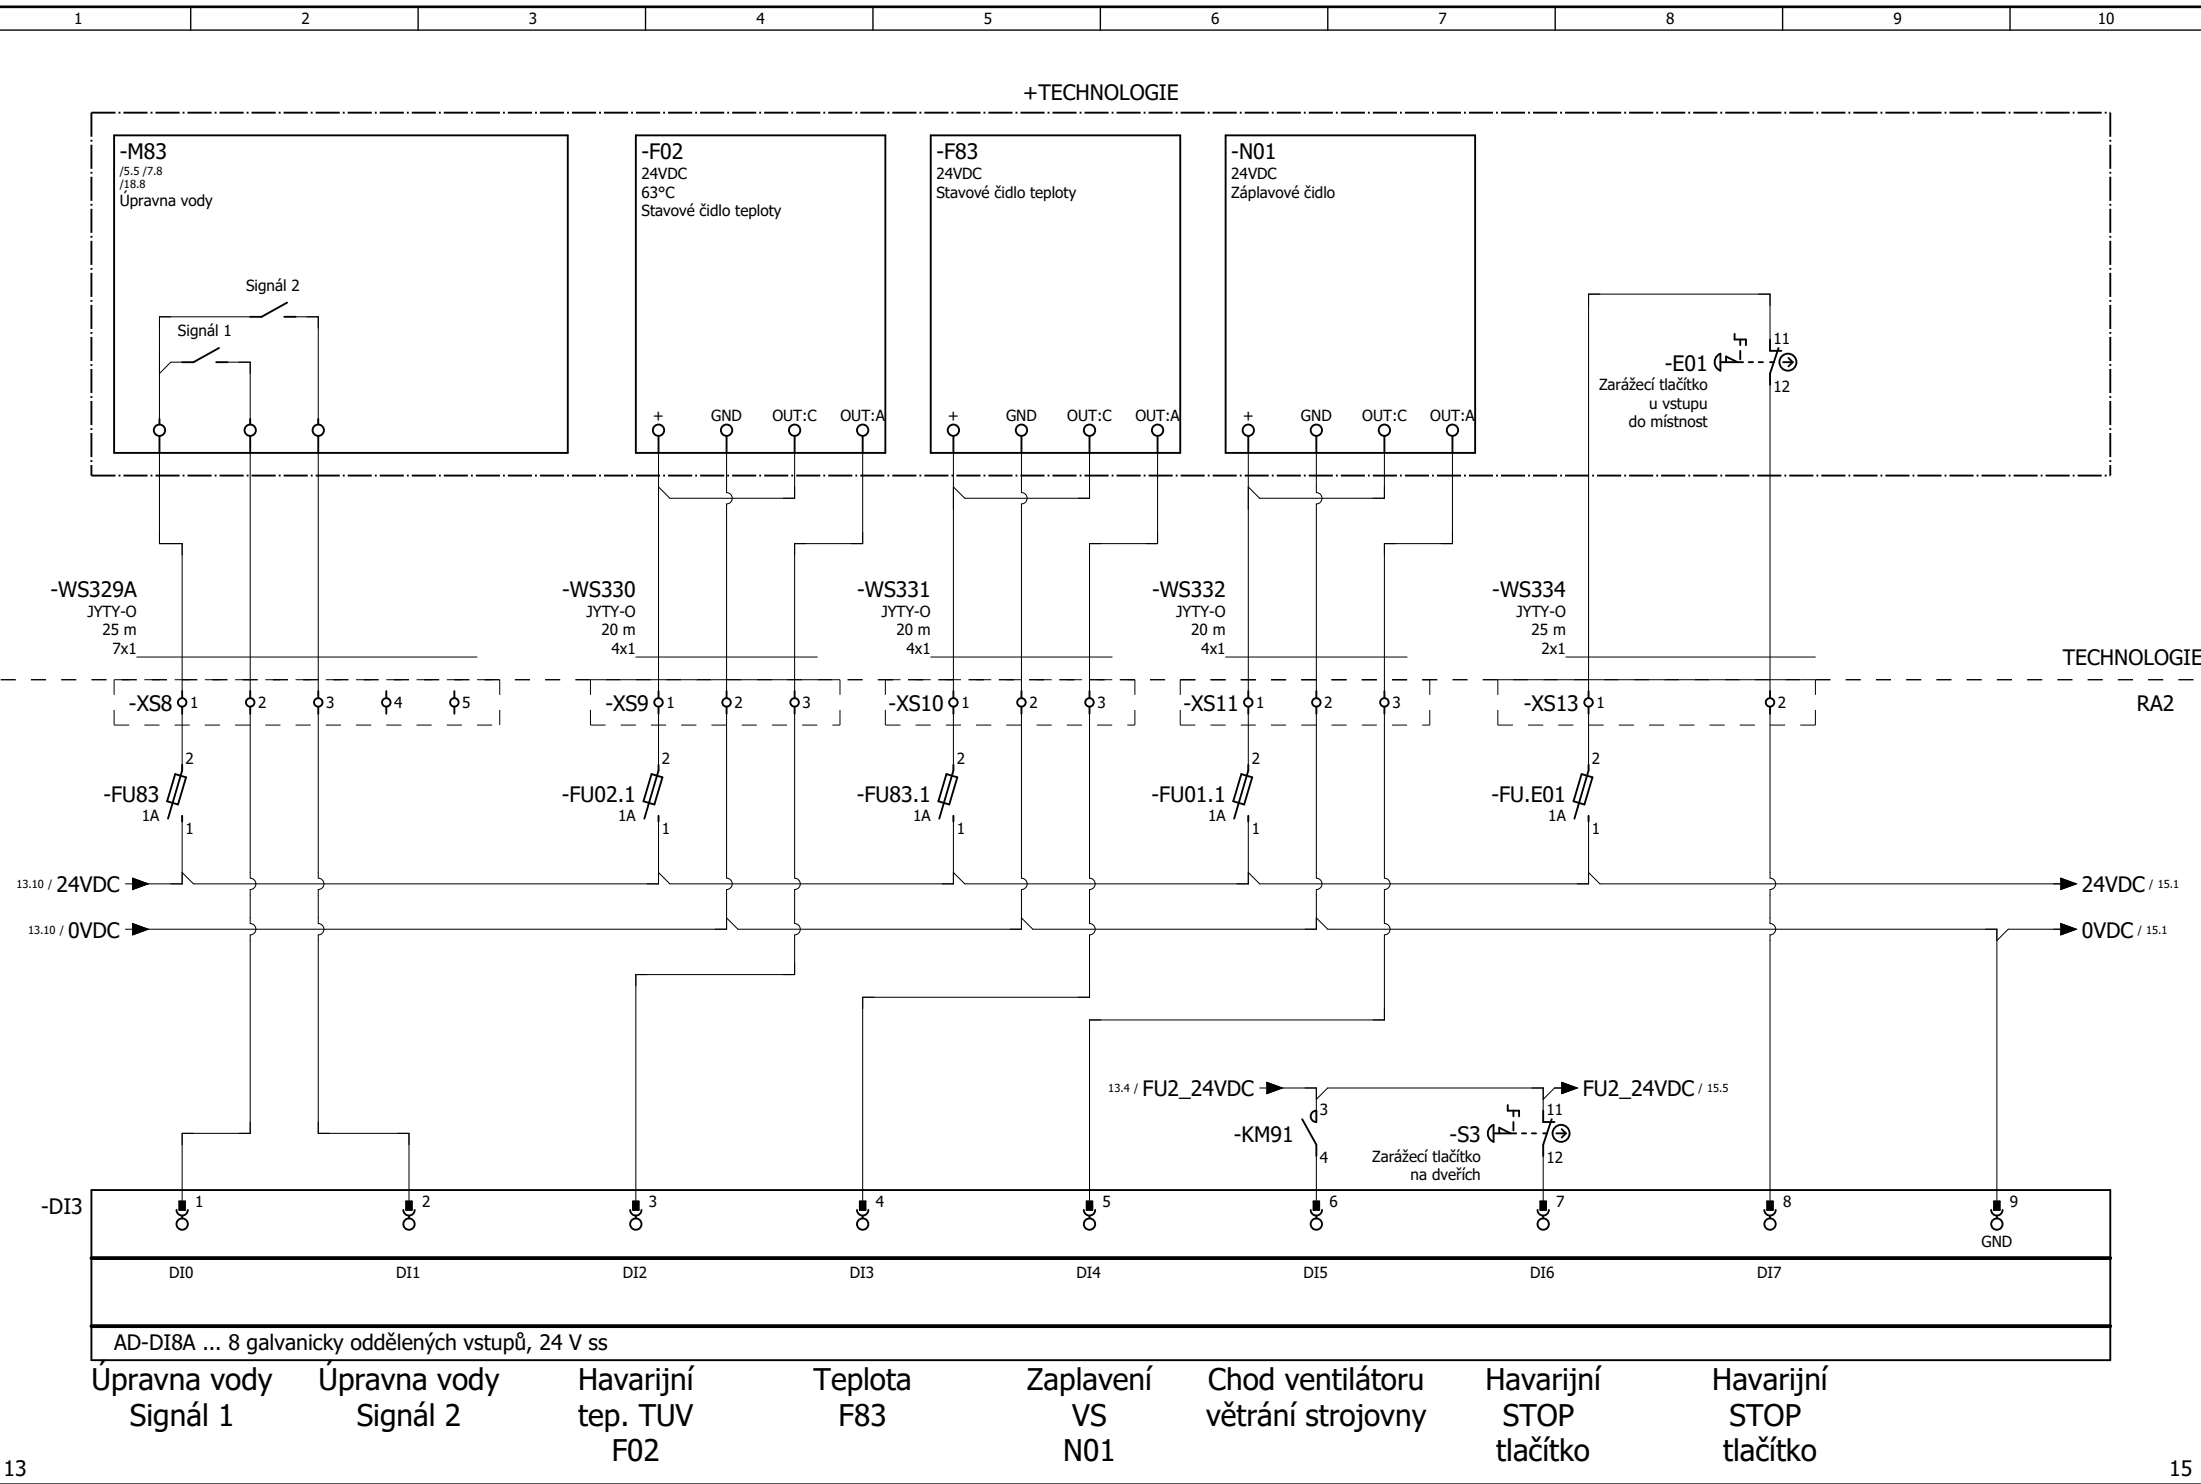 1 2 3 4 5 6 7 8 9 10
+TECHNOLOGIE
-M83
/5.5 /7.8
/18.8
Úpravna vody
Signál 2
Signál 1
-F02
24VDC
63°C
Stavové čidlo teploty
+ GND OUT:C OUT:A
-F83
24VDC
Stavové čidlo teploty
+ GND OUT:C OUT:A
-N01
24VDC
Záplavové čidlo
+ GND OUT:C OUT:A
-E01
Zarážecí tlačítko
u vstupu
do místnost
11
12
-WS329A
JYTY-O
25 m
7x1
-WS330
JYTY-O
20 m
4x1
-WS331
JYTY-O
20 m
4x1
-WS332
JYTY-O
20 m
4x1
-WS334
JYTY-O
25 m
2x1
TECHNOLOGIE
RA2
-XS8 1 2 3 4 5
-XS9 1 2 3
-XS10 1 2 3
-XS11 1 2 3
-XS13 1 2
2
-FU83
1A
1
2
-FU02.1
1A
1
2
-FU83.1
1A
1
2
-FU01.1
1A
1
2
-FU.E01
1A
1
13.10 / 24VDC
24VDC / 15.1
13.10 / 0VDC
0VDC / 15.1
13.4 / FU2_24VDC
FU2_24VDC / 15.5
3
-KM91
4
11
-S3
Zarážecí tlačítko
na dveřích
12
-DI3
1 2 3 4 5 6 7 8 9
GND
DI0 DI1 DI2 DI3 DI4 DI5 DI6 DI7
AD-DI8A ... 8 galvanicky oddělených vstupů, 24 V ss
Úpravna vody
Signál 1
Úpravna vody
Signál 2
Havarijní
tep. TUV
F02
Teplota
F83
Zaplavení
VS
N01
Chod ventilátoru
větrání strojovny
Havarijní
STOP
tlačítko
Havarijní
STOP
tlačítko
13
15